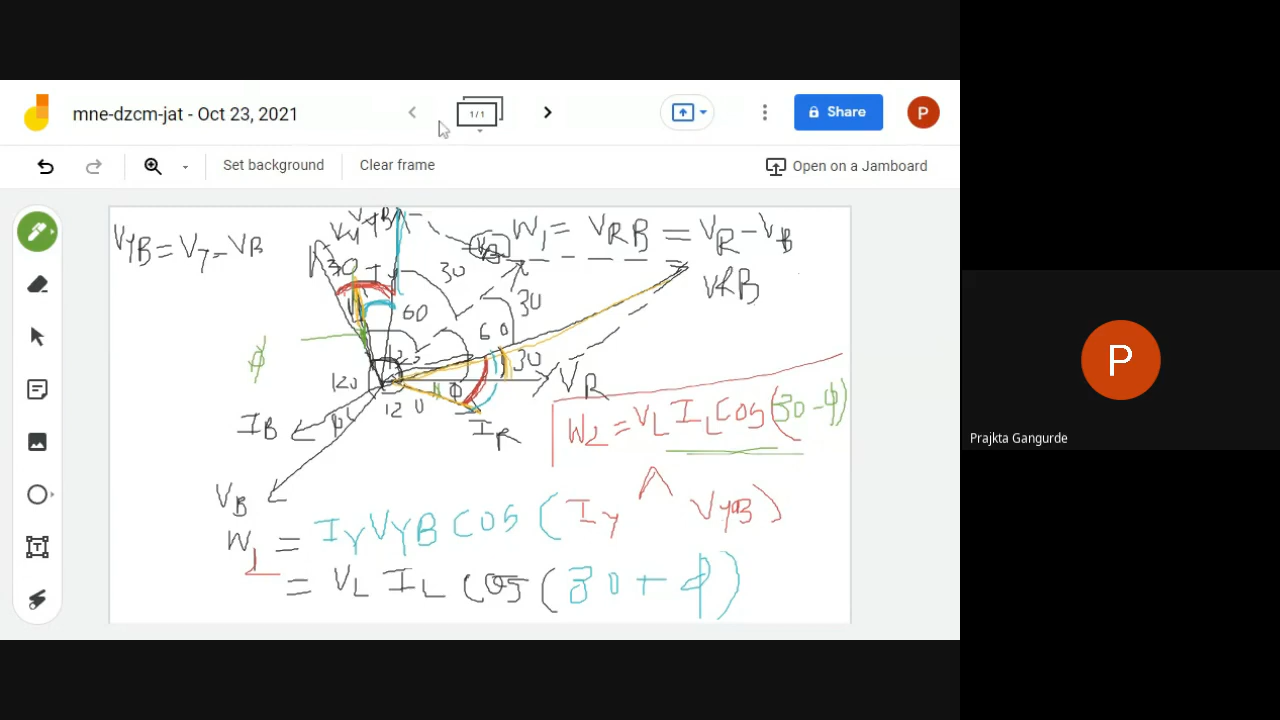 mne-dzcm-jat - Oct 23, 2021
1/1
Share
P
Set background
Clear frame
Open on a Jamboard
VYB = VY - VB
VYB
W1 = VRB = VR - VB
VRB
30
30
30
60
60
30
ϕ
120
120
ϕ
VR
IB
IR
VB
W2 = VL IL Cos(30-ϕ)
W2 = IY VYB Cos (IY ^ VYB)
= VL IL Cos (30 + ϕ)
P
Prajkta Gangurde